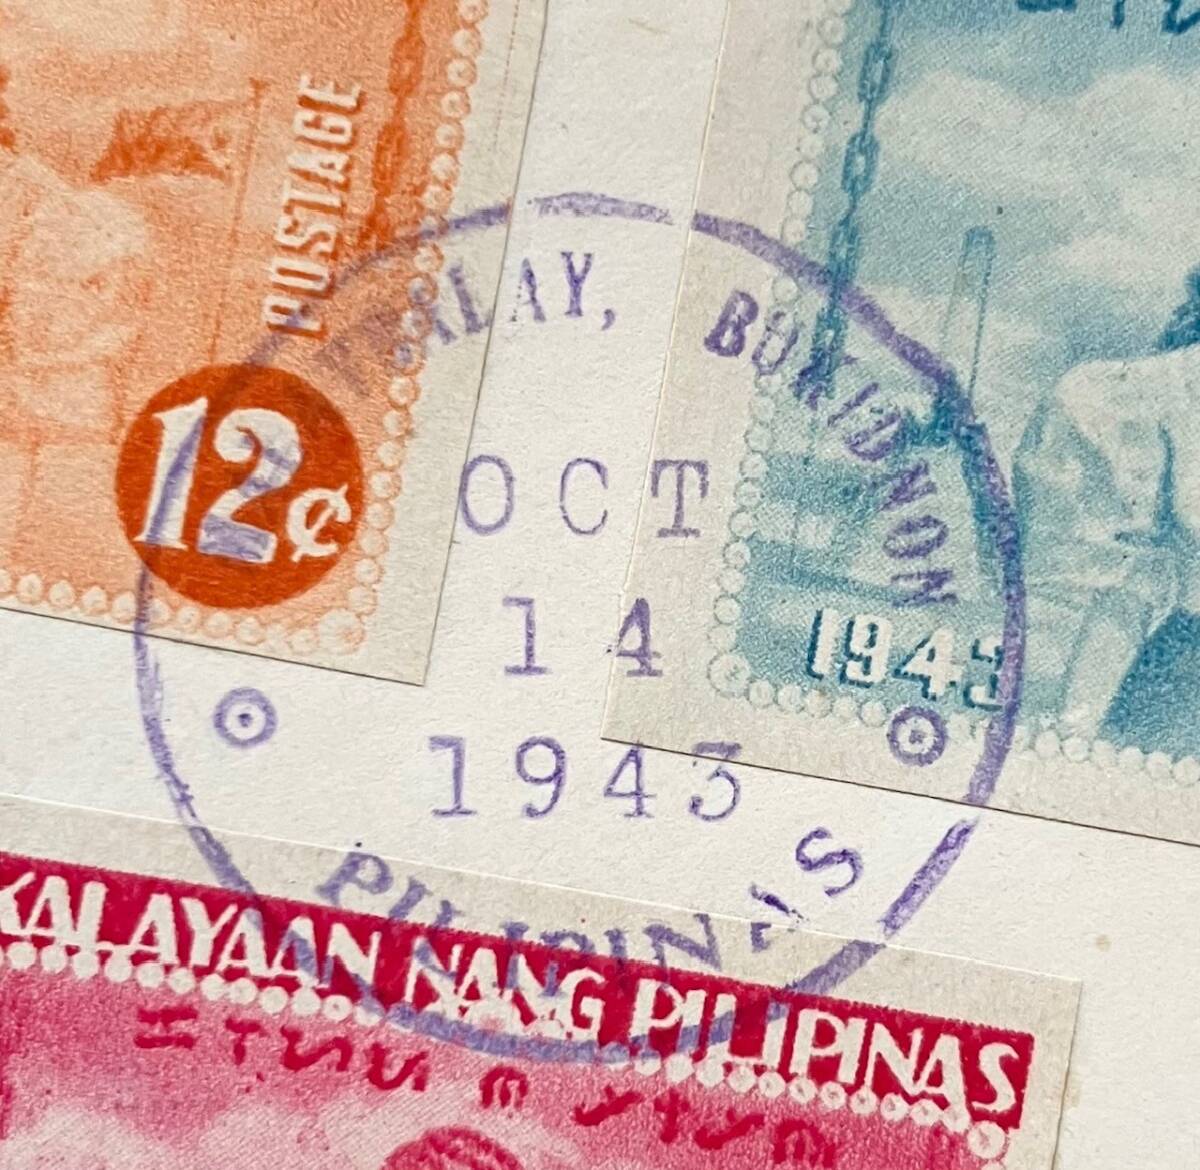 POSTAGE
12¢
BUKIDNON
OCT
14
1943
PILIPINAS
1943
KALAYAAN NANG PILIPINAS